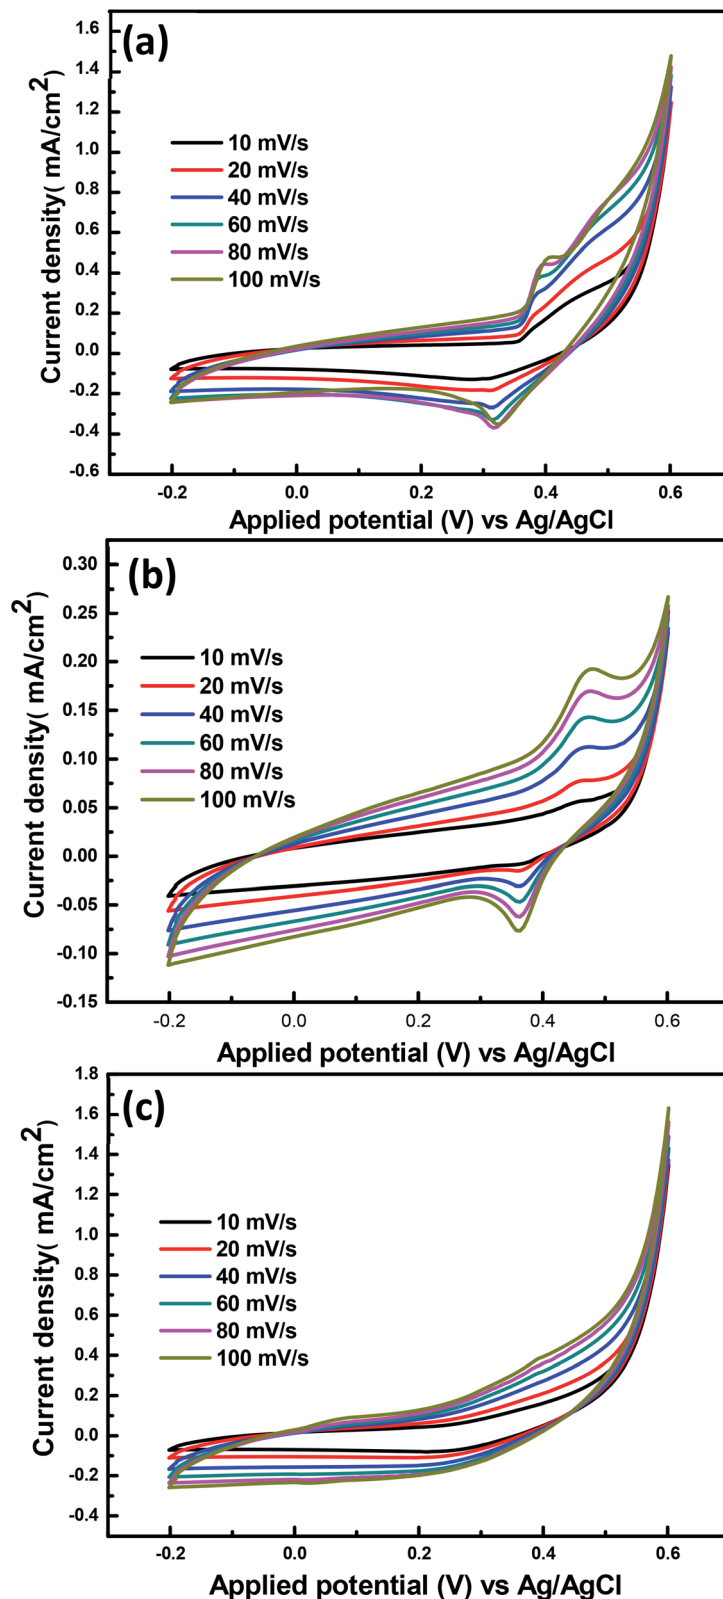 (a)
1.6
1.4
1.2
1.0
0.8
0.6
0.4
0.2
0.0
-0.2
-0.4
-0.6
Current density( mA/cm²)
10 mV/s
20 mV/s
40 mV/s
60 mV/s
80 mV/s
100 mV/s
-0.2 0.0 0.2 0.4 0.6
Applied potential (V) vs Ag/AgCl
(b)
0.30
0.25
0.20
0.15
0.10
0.05
0.00
-0.05
-0.10
-0.15
Current density( mA/cm²)
10 mV/s
20 mV/s
40 mV/s
60 mV/s
80 mV/s
100 mV/s
-0.2 0.0 0.2 0.4 0.6
Applied potential (V) vs Ag/AgCl
(c)
1.8
1.6
1.4
1.2
1.0
0.8
0.6
0.4
0.2
0.0
-0.2
-0.4
Current density( mA/cm²)
10 mV/s
20 mV/s
40 mV/s
60 mV/s
80 mV/s
100 mV/s
-0.2 0.0 0.2 0.4 0.6
Applied potential (V) vs Ag/AgCl